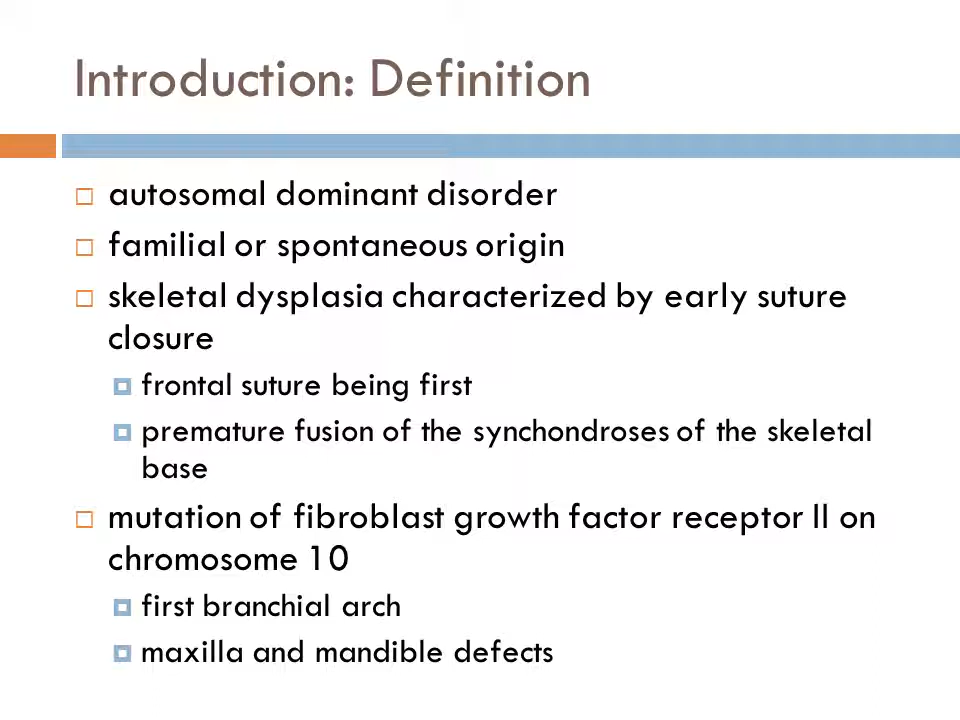 Introduction: Definition
autosomal dominant disorder
familial or spontaneous origin
skeletal dysplasia characterized by early suture
closure
frontal suture being first
premature fusion of the synchondroses of the skeletal
base
mutation of fibroblast growth factor receptor II on
chromosome 10
first branchial arch
maxilla and mandible defects